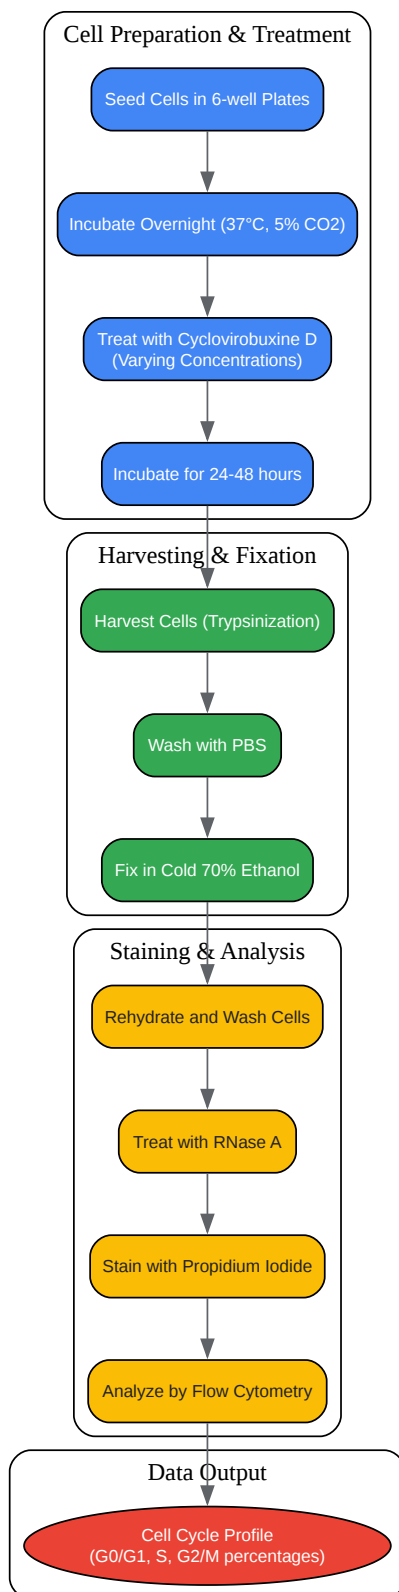 Cell Preparation & Treatment
Seed Cells in 6-well Plates
Incubate Overnight (37°C, 5% CO2)
Treat with Cyclovirobuxine D
(Varying Concentrations)
Incubate for 24-48 hours
Harvesting & Fixation
Harvest Cells (Trypsinization)
Wash with PBS
Fix in Cold 70% Ethanol
Staining & Analysis
Rehydrate and Wash Cells
Treat with RNase A
Stain with Propidium Iodide
Analyze by Flow Cytometry
Data Output
Cell Cycle Profile
(G0/G1, S, G2/M percentages)